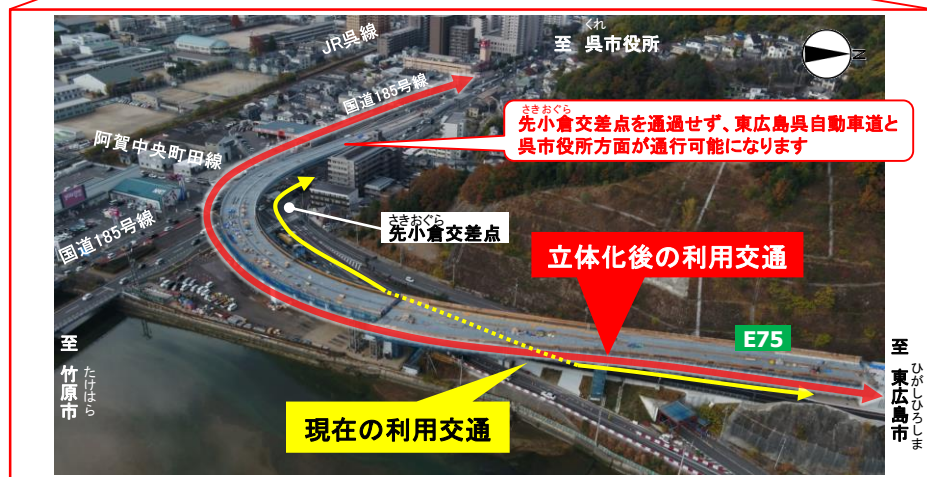 JR呉線
至 呉市役所
くれ
N
国道185号線
さきおぐら
先小倉交差点を通過せず、東広島呉自動車道と
呉市役所方面が通行可能になります
阿賀中央町田線
さきおぐら
先小倉交差点
国道185号線
立体化後の利用交通
E75
至 竹原市
たけはら
至 東広島市
ひがしひろしま
現在の利用交通